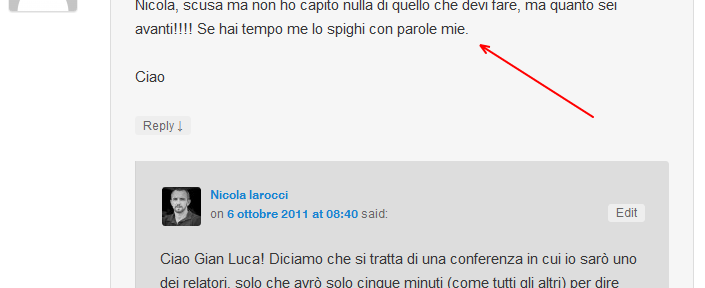 Nicola, scusa ma non ho capito nulla di quello che devi fare, ma quanto sei
avanti!!!! Se hai tempo me lo spighi con parole mie.
Ciao
Reply ↓
Nicola Iarocci
on 6 ottobre 2011 at 08:40 said:
Edit
Ciao Gian Luca! Diciamo che si tratta di una conferenza in cui io sarò uno
dei relatori, solo che avrò solo cinque minuti (come tutti gli altri) per dire